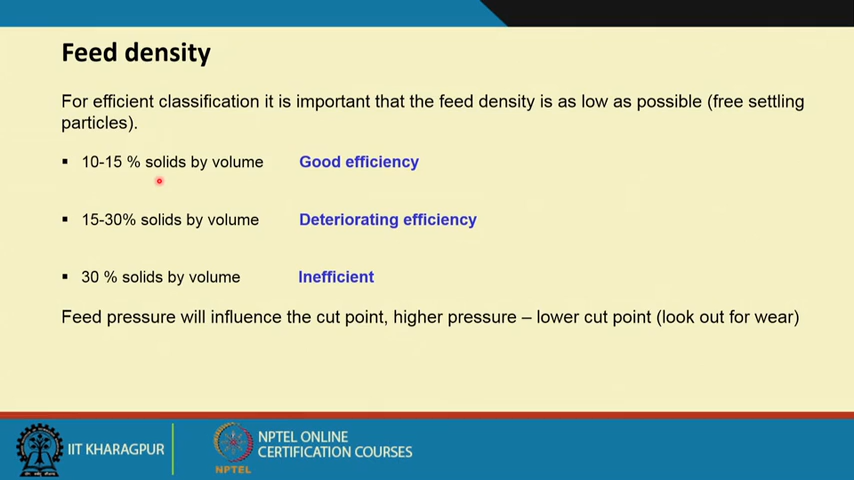 Feed density
For efficient classification it is important that the feed density is as low as possible (free settling
particles).
▪ 10-15 % solids by volume Good efficiency
▪ 15-30% solids by volume Deteriorating efficiency
▪ 30 % solids by volume Inefficient
Feed pressure will influence the cut point, higher pressure – lower cut point (look out for wear)
IIT KHARAGPUR
NPTEL
NPTEL ONLINE
CERTIFICATION COURSES